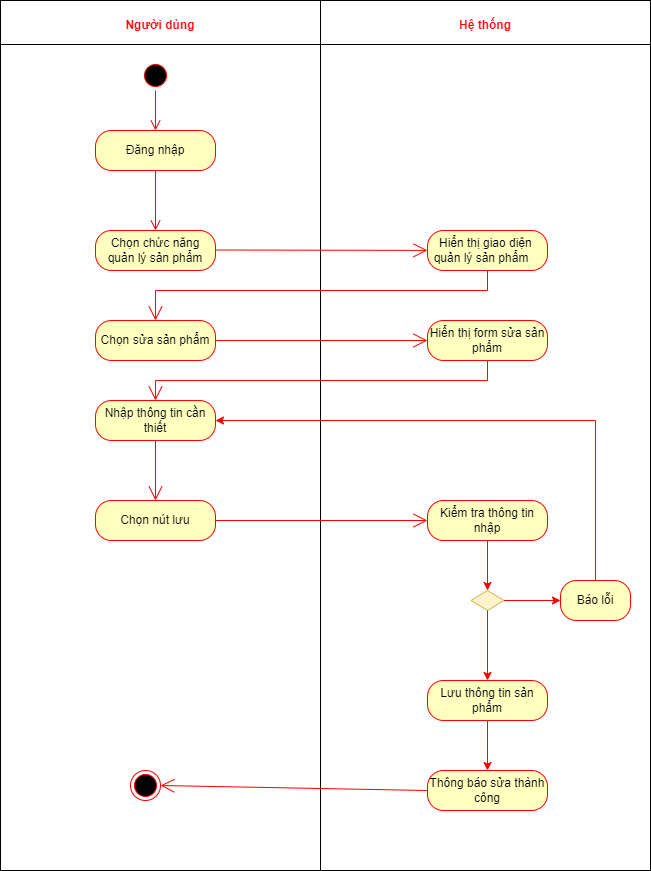 Người dùng
Hệ thống
Đăng nhập
Chọn chức năng
quản lý sản phẩm
Hiển thị giao diện
quản lý sản phẩm
Chọn sửa sản phẩm
Hiển thị form sửa sản
phẩm
Nhập thông tin cần
thiết
Chọn nút lưu
Kiểm tra thông tin
nhập
Báo lỗi
Lưu thông tin sản
phẩm
Thông báo sửa thành
công